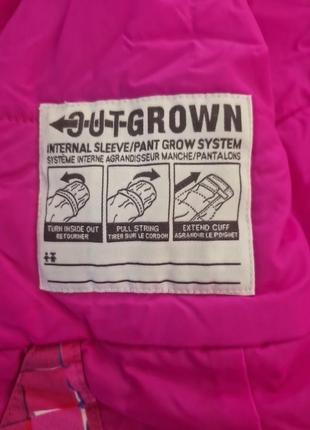 OUTGROWN
INTERNAL SLEEVE/PANT GROW SYSTEM
SYSTÈME INTERNE AGRANDISSEUR MANCHE/PANTALONS
TURN INSIDE OUT
RETOURNER
PULL STRING
TIRER SUR LE CORDON
EXTEND CUFF
AGRANDIR LE POIGNET